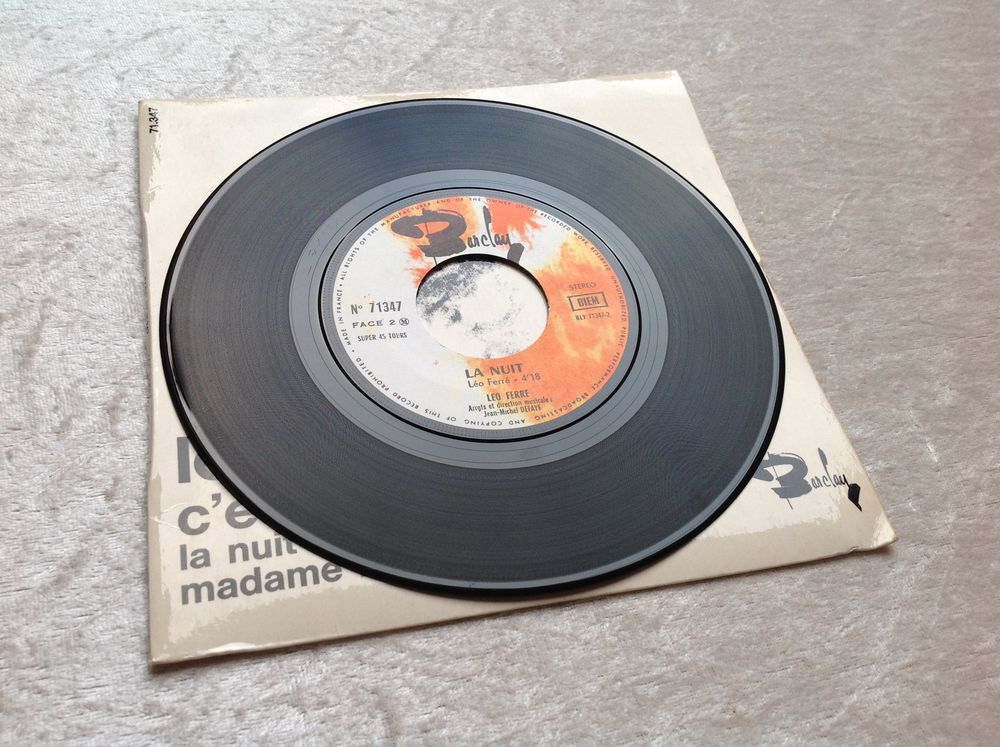 71.347
ALL RIGHTS OF THE MANUFACTURER AND OF THE OWNER OF THE RECORDED WORK RESERVED UNAUTHORIZED PUBLIC PERFORMANCE BROADCASTING AND COPYING OF THIS RECORD PROHIBITED • MADE IN FRANCE •
Barclay
N° 71347
FACE 2 M
SUPER 45 TOURS
STEREO
BIEM
BLY 71347-2
LA NUIT
Léo Ferré - 4'18
LEO FERRE
Arrgts et direction musicale :
Jean-Michel DEFAYE
c'e
la nuit
madame
Barclay